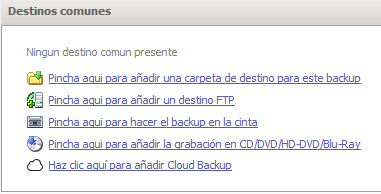 Destinos comunes
Ningun destino comun presente
Pincha aqui para añadir una carpeta de destino para este backup
Pincha aqui para añadir un destino FTP
Pincha aqui para hacer el backup en la cinta
Pincha aqui para añadir la grabación en CD/DVD/HD-DVD/Blu-Ray
Haz clic aquí para añadir Cloud Backup